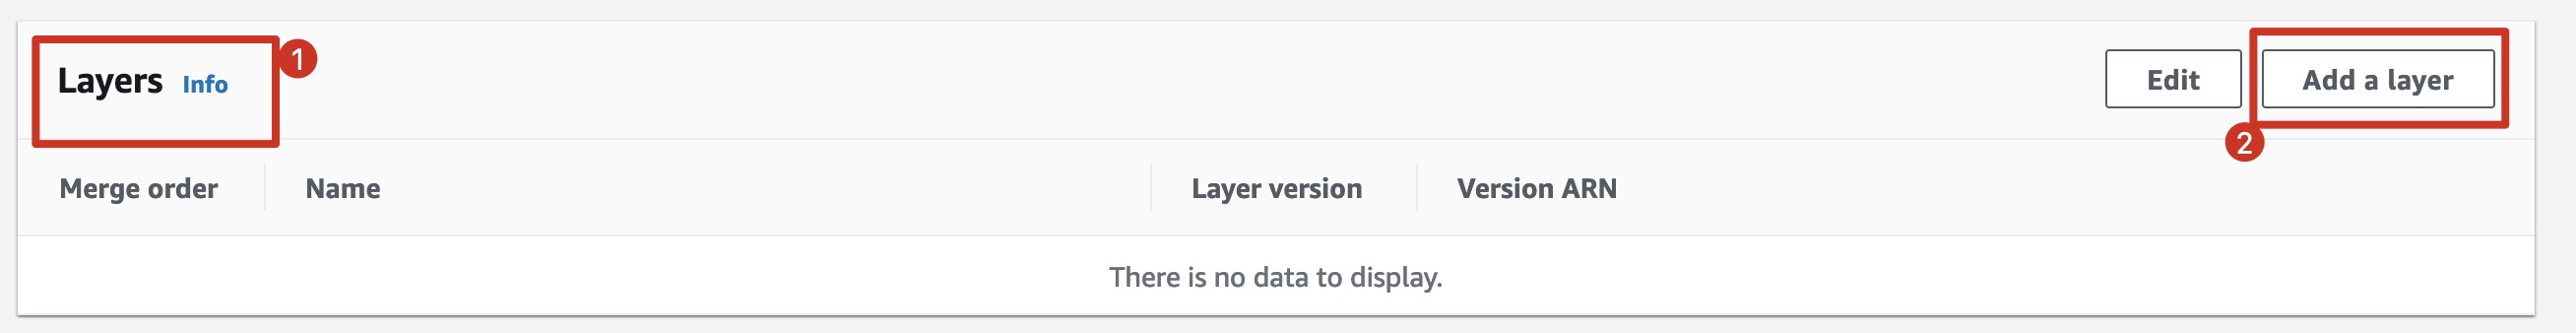 Layers Info 1 Edit Add a layer
2
Merge order Name Layer version Version ARN
There is no data to display.